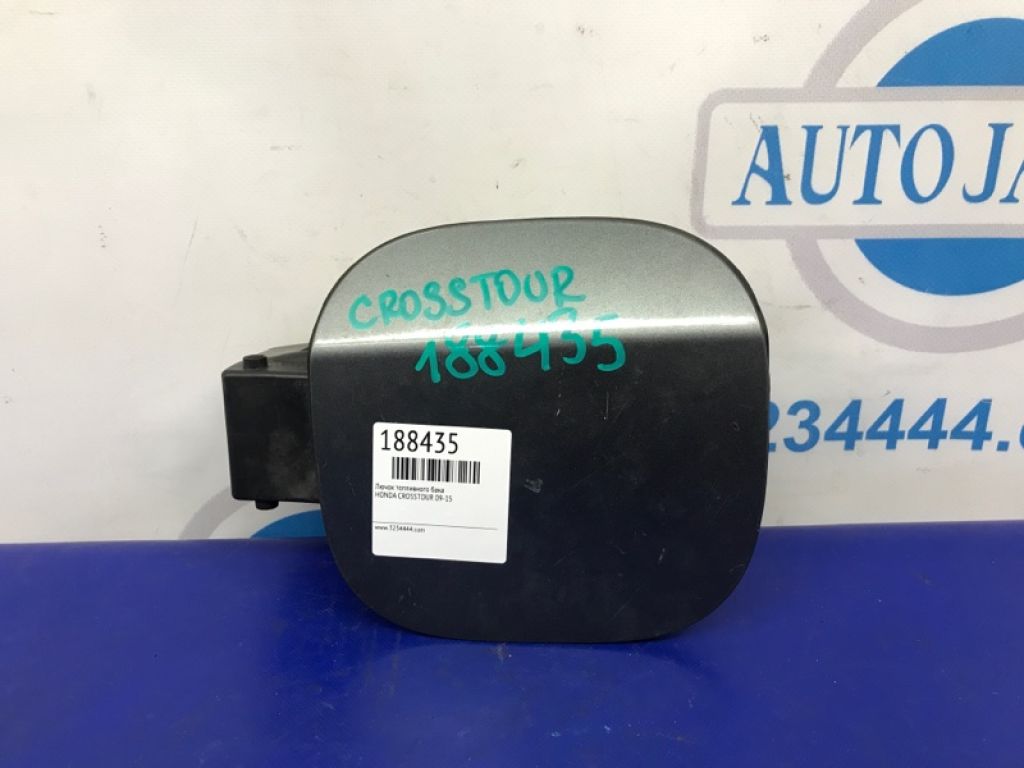 AUTO JA
CROSSTOUR
188435
234444.
188435
Лючок топливного бака
HONDA CROSSTOUR 09-15
www.3234444.com